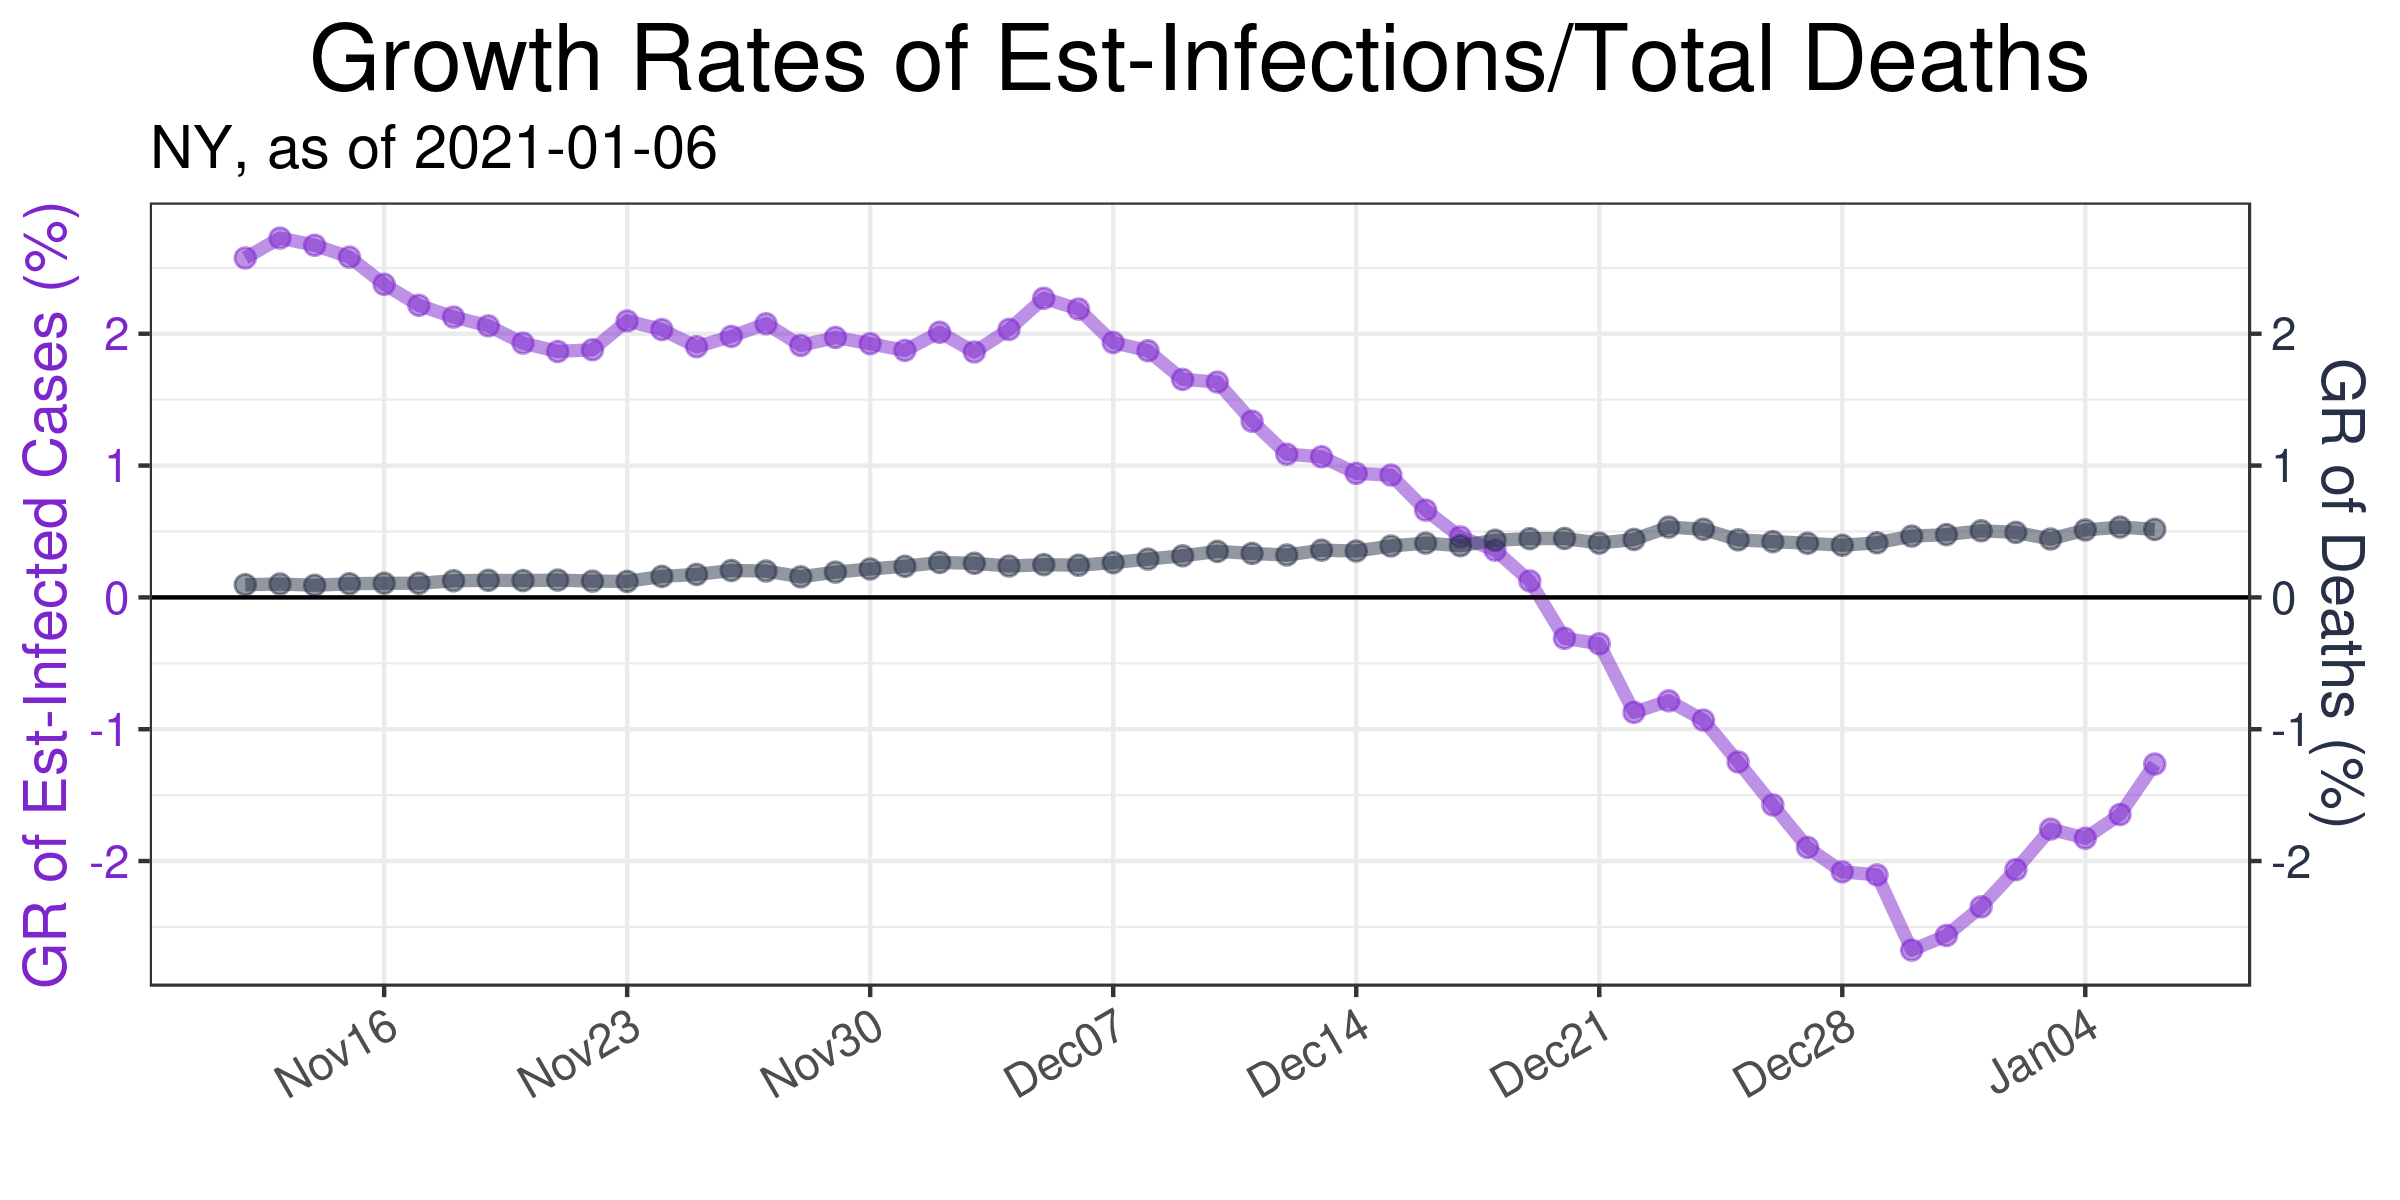 Growth Rates of Est-Infections/Total Deaths
NY, as of 2021-01-06
GR of Est-Infected Cases (%)
2
1
0
-1
-2
2
1
0
-1
-2
GR of Deaths (%)
Nov16
Nov23
Nov30
Dec07
Dec14
Dec21
Dec28
Jan04